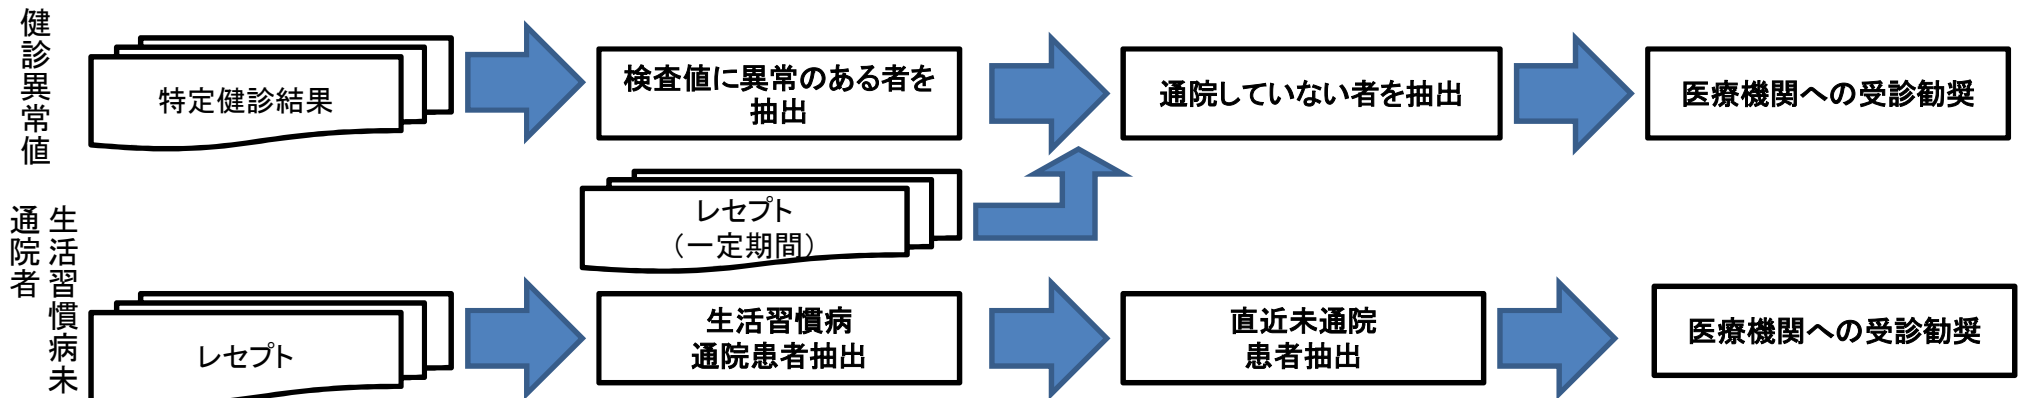 健診異常値
特定健診結果
検査値に異常のある者を
抽出
通院していない者を抽出
医療機関への受診勧奨
レセプト
（一定期間）
生活習慣病未
通院者
レセプト
生活習慣病
通院患者抽出
直近未通院
患者抽出
医療機関への受診勧奨